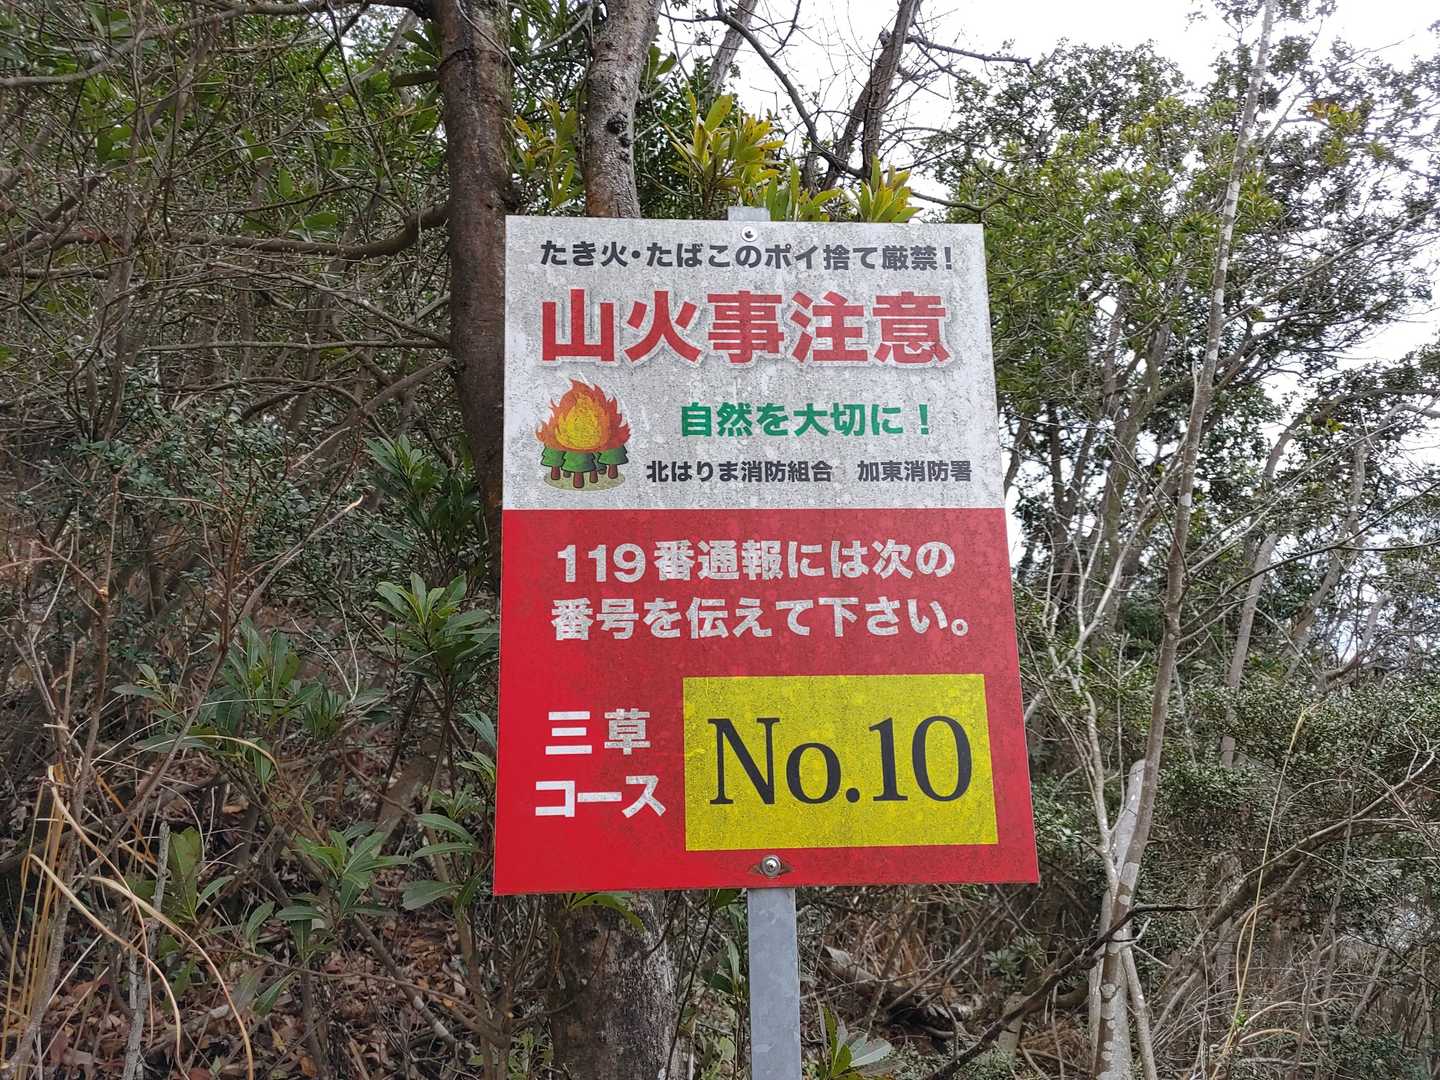 たき火・たばこのポイ捨て厳禁！
山火事注意
自然を大切に！
北はりま消防組合　加東消防署
119番通報には次の
番号を伝えて下さい。
三草
コース
No.10